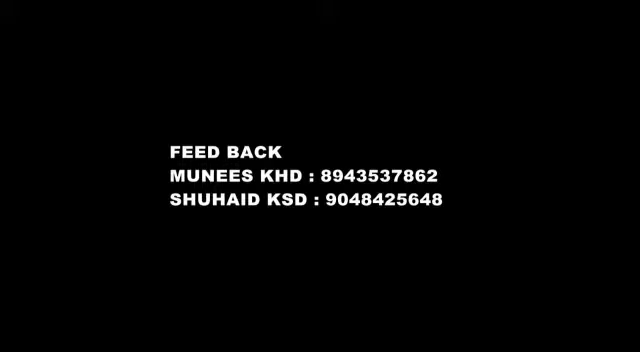 FEED BACK
MUNEES KHD : 8943537862
SHUHAID KSD : 9048425648